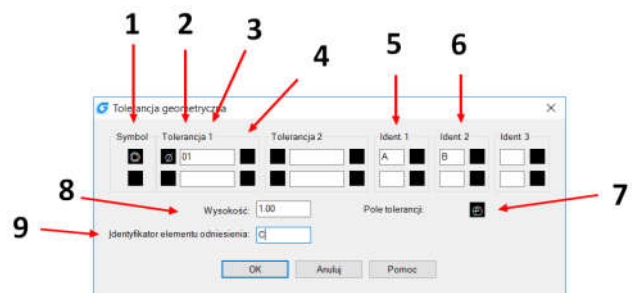 1 2 3 4 5 6
Tolerancja geometryczna
Symbol Tolerancja 1 Tolerancja 2 Ident. 1 Ident. 2 Ident. 3
Ø 01 A B
8 Wysokość: 1.00 Pole tolerancji: Ⓟ 7
9 Identyfikator elementu odniesienia: C
OK Anuluj Pomoc